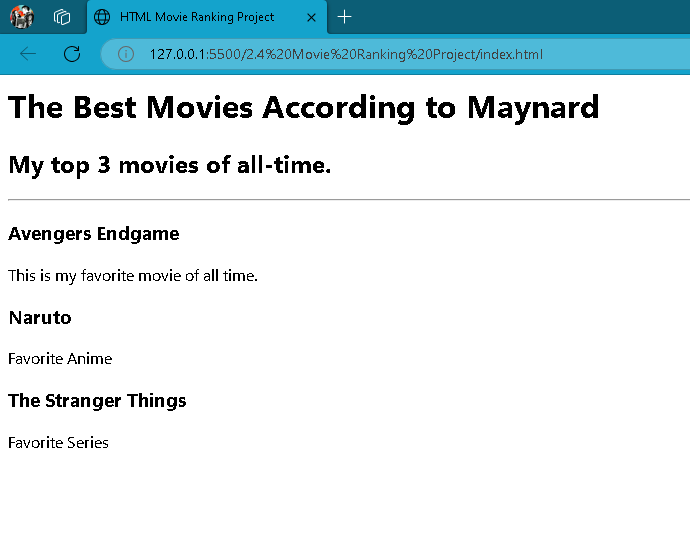 HTML Movie Ranking Project
127.0.0.1:5500/2.4%20Movie%20Ranking%20Project/index.html
The Best Movies According to Maynard
My top 3 movies of all-time.
Avengers Endgame
This is my favorite movie of all time.
Naruto
Favorite Anime
The Stranger Things
Favorite Series